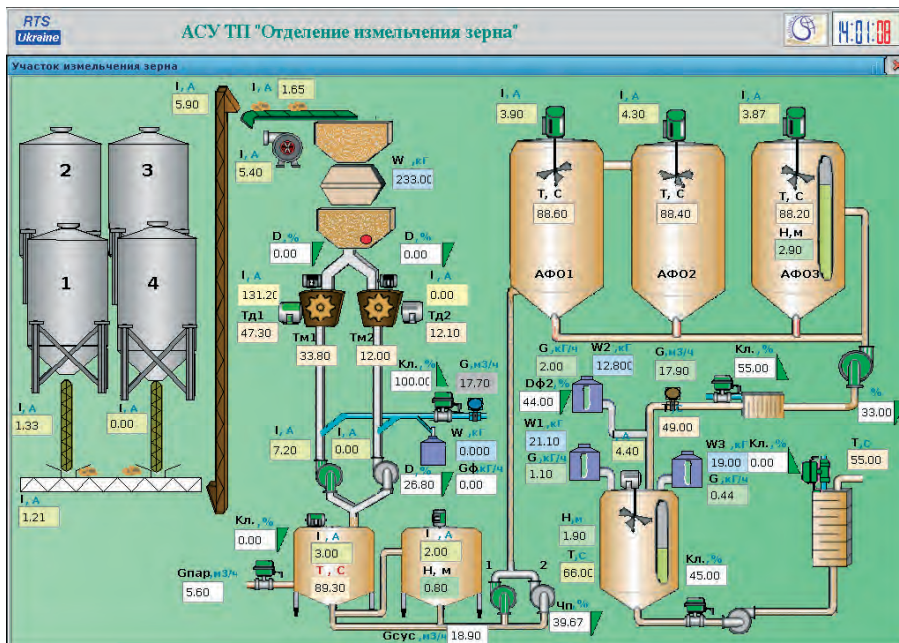 RTS
Ukraine
АСУ ТП "Отделение измельчения зерна"
14:01:08
Участок измельчения зерна
I, A
5.90
I, A
1.65
I, A
5.40
W ,кГ
233.00
2
3
1
4
I, A
1.33
I, A
0.00
I, A
1.21
D,%
0.00
D,%
0.00
I, A
131.20
I, A
0.00
Тд1
47.30
Тд2
12.10
Тм1
33.80
Тм2
12.00
Кл.,%
100.00
G,м3/ч
17.70
I, A
7.20
I, A
0.00
W ,кГ
0.000
D,%
26.80
Gф,кГ/ч
0.00
Кл.,%
0.00
I, A
3.00
Т, С
89.30
I, A
2.00
Н, м
0.80
Gпар,м3/ч
5.60
Gсус,м3/ч
18.90
1
2
Чп,%
39.67
I, A
3.90
I, A
4.30
I, A
3.87
Т, С
88.60
Т, С
88.40
Т, С
88.20
Н,м
2.90
АФО1
АФО2
АФО3
G,кГ/ч
2.00
W2 ,кГ
12.800
G,м3/ч
17.90
Кл.,%
55.00
Dф2,%
44.00
%
33.00
49.00
W1,кГ
21.10
G,кГ/ч
1.10
I, A
4.40
W3,кГ
19.00
Кл.,%
0.00
G,кГ/ч
0.44
Т,С
55.00
Н,м
1.90
Т,С
66.00
Кл.,%
45.00